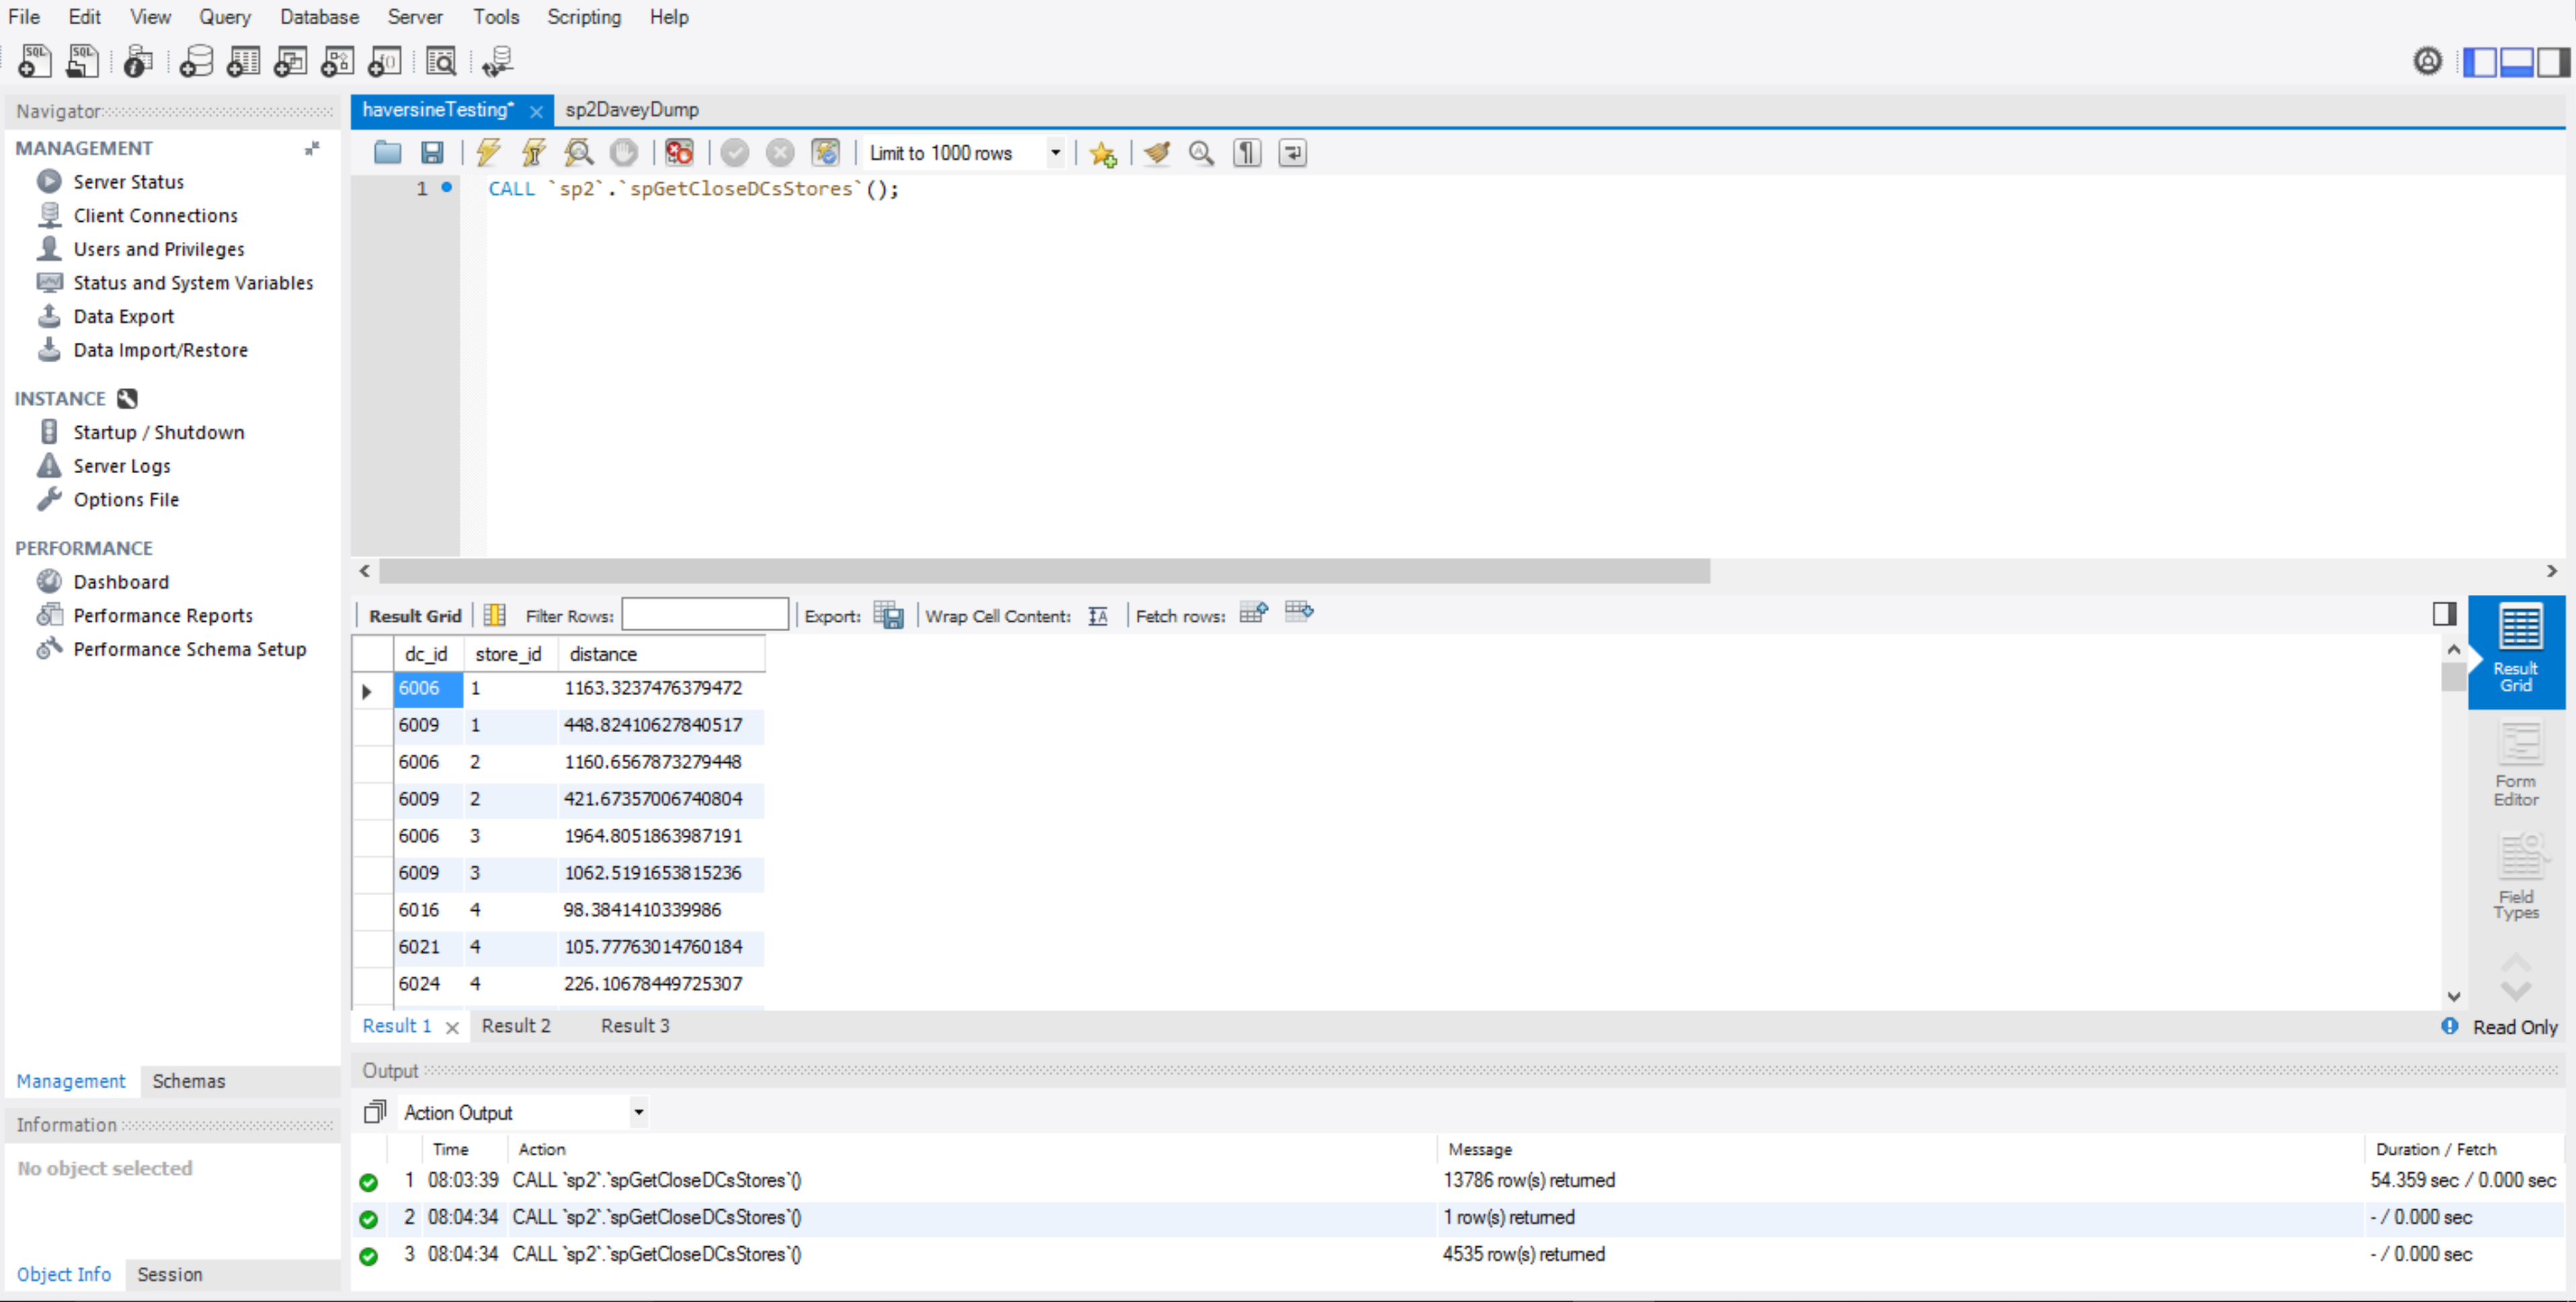 File Edit View Query Database Server Tools Scripting Help
Navigator
MANAGEMENT
Server Status
Client Connections
Users and Privileges
Status and System Variables
Data Export
Data Import/Restore
INSTANCE
Startup / Shutdown
Server Logs
Options File
PERFORMANCE
Dashboard
Performance Reports
Performance Schema Setup
Management Schemas
Information
No object selected
Object Info Session
haversineTesting* sp2DaveyDump
Limit to 1000 rows
1 CALL `sp2`.`spGetCloseDCsStores`();
Result Grid Filter Rows: Export: Wrap Cell Content: Fetch rows:
dc_id store_id distance
6006 1 1163.3237476379472
6009 1 448.82410627840517
6006 2 1160.6567873279448
6009 2 421.67357006740804
6006 3 1964.8051863987191
6009 3 1062.5191653815236
6016 4 98.3841410339986
6021 4 105.77763014760184
6024 4 226.10678449725307
Result
Grid
Form
Editor
Field
Types
Result 1 Result 2 Result 3 Read Only
Output
Action Output
Time Action Message Duration / Fetch
1 08:03:39 CALL `sp2`.`spGetCloseDCsStores`() 13786 row(s) returned 54.359 sec / 0.000 sec
2 08:04:34 CALL `sp2`.`spGetCloseDCsStores`() 1 row(s) returned - / 0.000 sec
3 08:04:34 CALL `sp2`.`spGetCloseDCsStores`() 4535 row(s) returned - / 0.000 sec